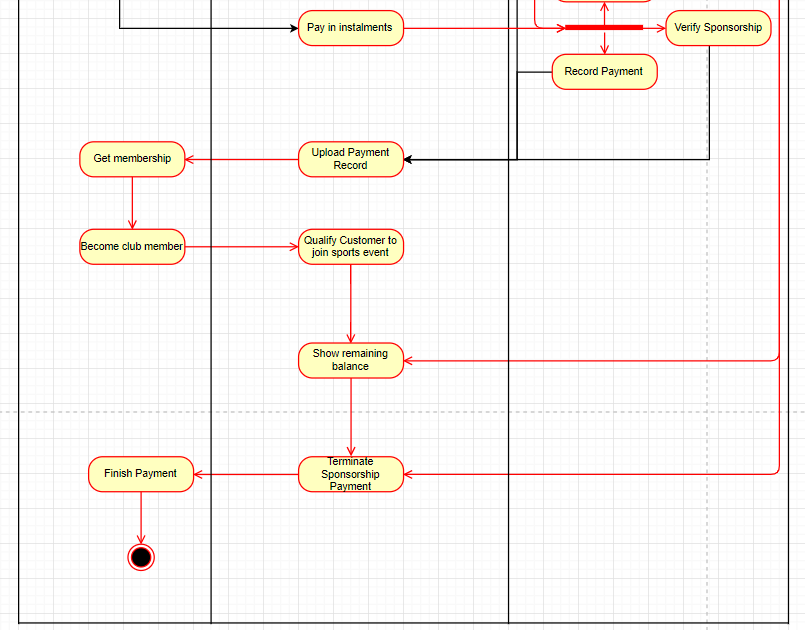 Pay in instalments
Verify Sponsorship
Record Payment
Get membership
Upload Payment
Record
Become club member
Qualify Customer to
join sports event
Show remaining
balance
Finish Payment
Terminate
Sponsorship
Payment